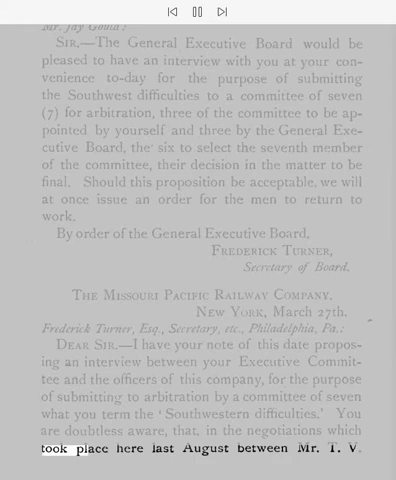 Mr. Jay Gould:
SIR.—The General Executive Board would be
pleased to have an interview with you at your con-
venience to-day for the purpose of submitting
the Southwest difficulties to a committee of seven
(7) for arbitration, three of the committee to be ap-
pointed by yourself and three by the General Exe-
cutive Board, the six to select the seventh member
of the committee, their decision in the matter to be
final. Should this proposition be acceptable, we will
at once issue an order for the men to return to
work.
By order of the General Executive Board,
FREDERICK TURNER,
Secretary of Board.
THE MISSOURI PACIFIC RAILWAY COMPANY,
NEW YORK, March 27th.
Frederick Turner, Esq., Secretary, etc., Philadelphia, Pa.:
DEAR SIR.—I have your note of this date propos-
ing an interview between your Executive Commit-
tee and the officers of this company, for the purpose
of submitting to arbitration by a committee of seven
what you term the 'Southwestern difficulties.' You
are doubtless aware, that, in the negotiations which
took place here last August between Mr. T. V.